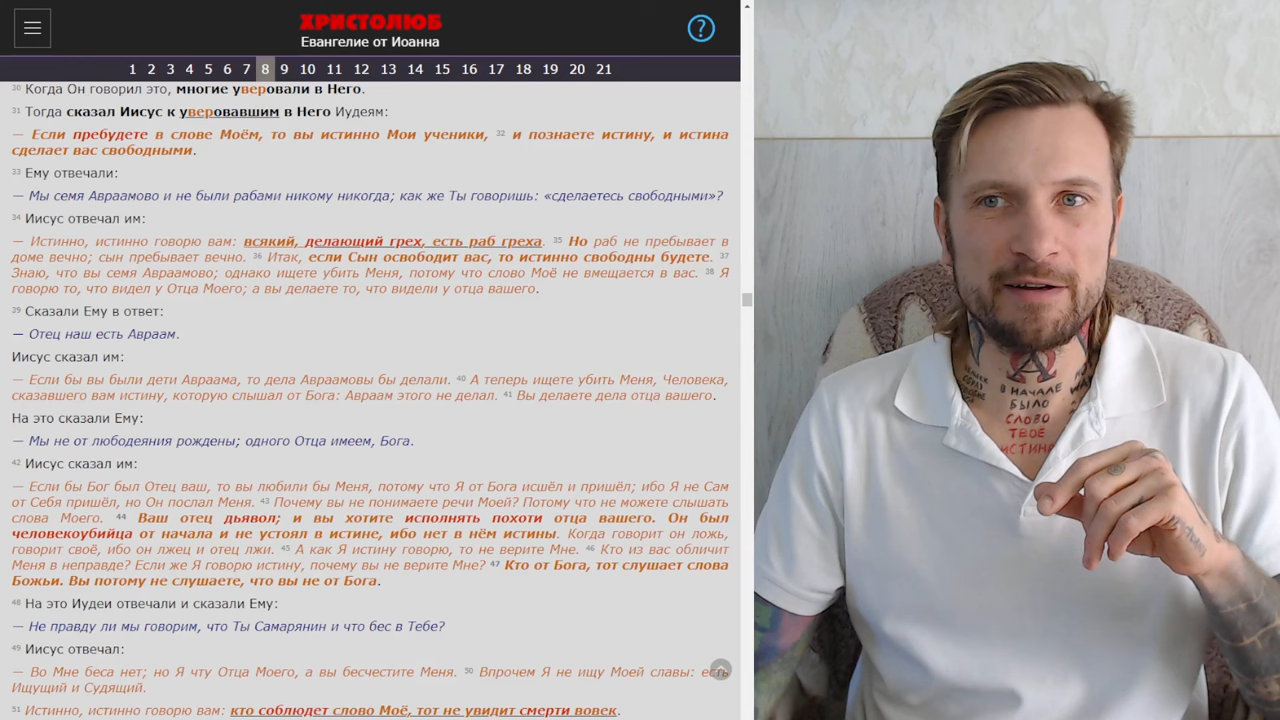 ХРИСТОЛЮБ
Евангелие от Иоанна
?
1 2 3 4 5 6 7 8 9 10 11 12 13 14 15 16 17 18 19 20 21
30 Когда Он говорил это, многие уверовали в Него.
31 Тогда сказал Иисус к уверовавшим в Него Иудеям:
— Если пребудете в слове Моём, то вы истинно Мои ученики, 32 и познаете истину, и истина
сделает вас свободными.
33 Ему отвечали:
— Мы семя Авраамово и не были рабами никому никогда; как же Ты говоришь: «сделаетесь свободными»?
34 Иисус отвечал им:
— Истинно, истинно говорю вам: всякий, делающий грех, есть раб греха. 35 Но раб не пребывает в
доме вечно; сын пребывает вечно. 36 Итак, если Сын освободит вас, то истинно свободны будете. 37
Знаю, что вы семя Авраамово; однако ищете убить Меня, потому что слово Моё не вмещается в вас. 38 Я
говорю то, что видел у Отца Моего; а вы делаете то, что видели у отца вашего.
39 Сказали Ему в ответ:
— Отец наш есть Авраам.
Иисус сказал им:
— Если бы вы были дети Авраама, то дела Авраамовы бы делали. 40 А теперь ищете убить Меня, Человека,
сказавшего вам истину, которую слышал от Бога: Авраам этого не делал. 41 Вы делаете дела отца вашего.
На это сказали Ему:
— Мы не от любодеяния рождены; одного Отца имеем, Бога.
42 Иисус сказал им:
— Если бы Бог был Отец ваш, то вы любили бы Меня, потому что Я от Бога исшёл и пришёл; ибо Я не Сам
от Себя пришёл, но Он послал Меня. 43 Почему вы не понимаете речи Моей? Потому что не можете слышать
слова Моего. 44 Ваш отец дьявол; и вы хотите исполнять похоти отца вашего. Он был
человекоубийца от начала и не устоял в истине, ибо нет в нём истины. Когда говорит он ложь,
говорит своё, ибо он лжец и отец лжи. 45 А как Я истину говорю, то не верите Мне. 46 Кто из вас обличит
Меня в неправде? Если же Я говорю истину, почему вы не верите Мне? 47 Кто от Бога, тот слушает слова
Божьи. Вы потому не слушаете, что вы не от Бога.
48 На это Иудеи отвечали и сказали Ему:
— Не правду ли мы говорим, что Ты Самарянин и что бес в Тебе?
49 Иисус отвечал:
— Во Мне беса нет; но Я чту Отца Моего, а вы бесчестите Меня. 50 Впрочем Я не ищу Моей славы: есть
Ищущий и Судящий.
51 Истинно, истинно говорю вам: кто соблюдет слово Моё, тот не увидит смерти вовек.
В НАЧАЛЕ
БЫЛО
СЛОВО
ТВОЕ
ИСТИНА